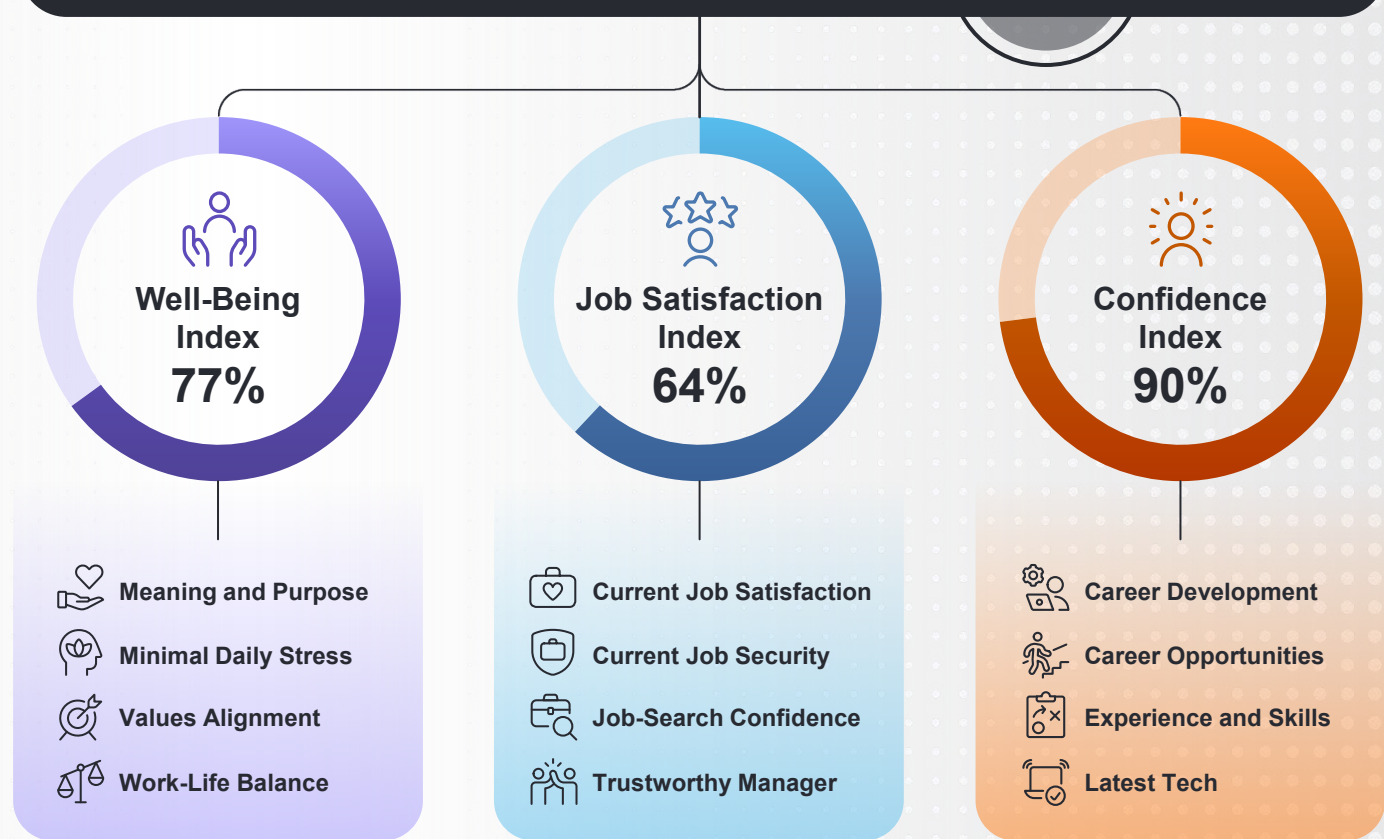 Well-Being
Index
77%
Job Satisfaction
Index
64%
Confidence
Index
90%
Meaning and Purpose
Minimal Daily Stress
Values Alignment
Work-Life Balance
Current Job Satisfaction
Current Job Security
Job-Search Confidence
Trustworthy Manager
Career Development
Career Opportunities
Experience and Skills
Latest Tech